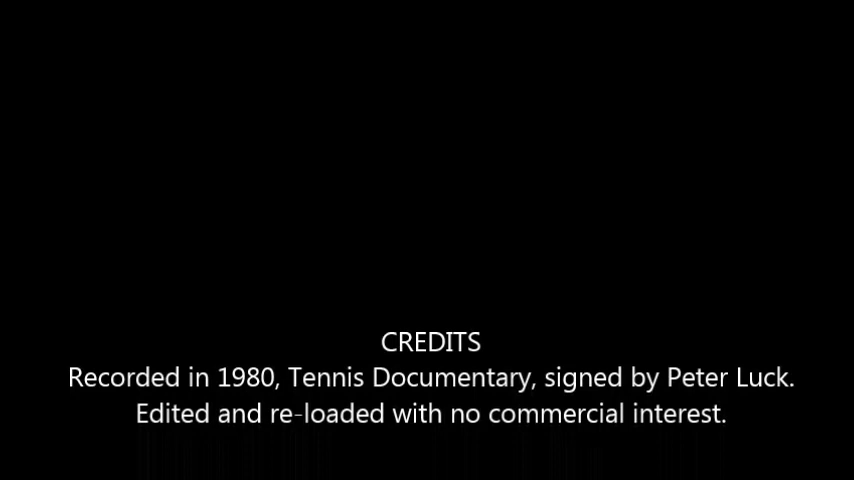 CREDITS
Recorded in 1980, Tennis Documentary, signed by Peter Luck.
Edited and re-loaded with no commercial interest.